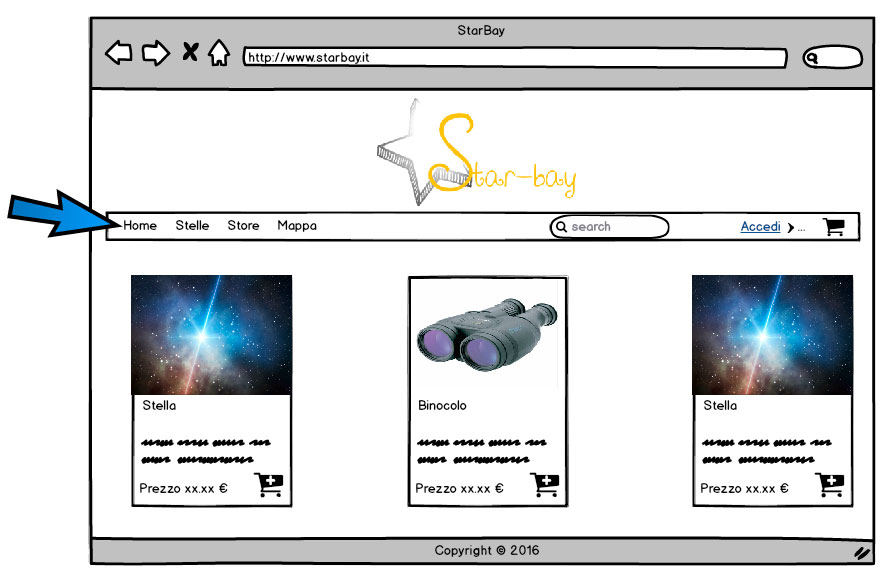 StarBay
http://www.starbay.it
Star-bay
Home Stelle Store Mappa search Accedi ...
Stella Binocolo Stella
Prezzo xx.xx € Prezzo xx.xx € Prezzo xx.xx €
Copyright © 2016